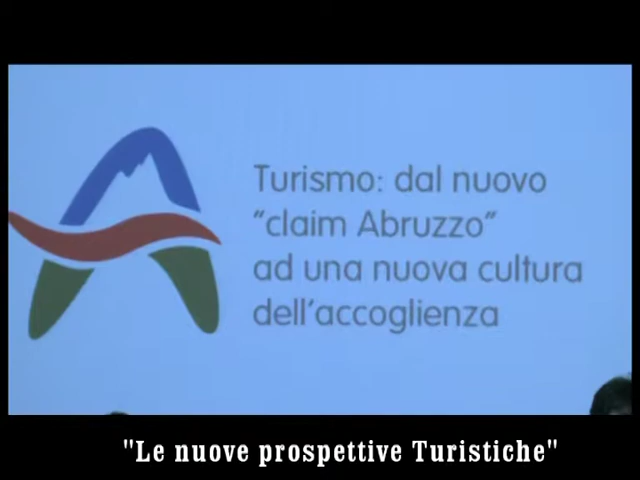 Turismo: dal nuovo
"claim Abruzzo"
ad una nuova cultura
dell'accoglienza
"Le nuove prospettive Turistiche"